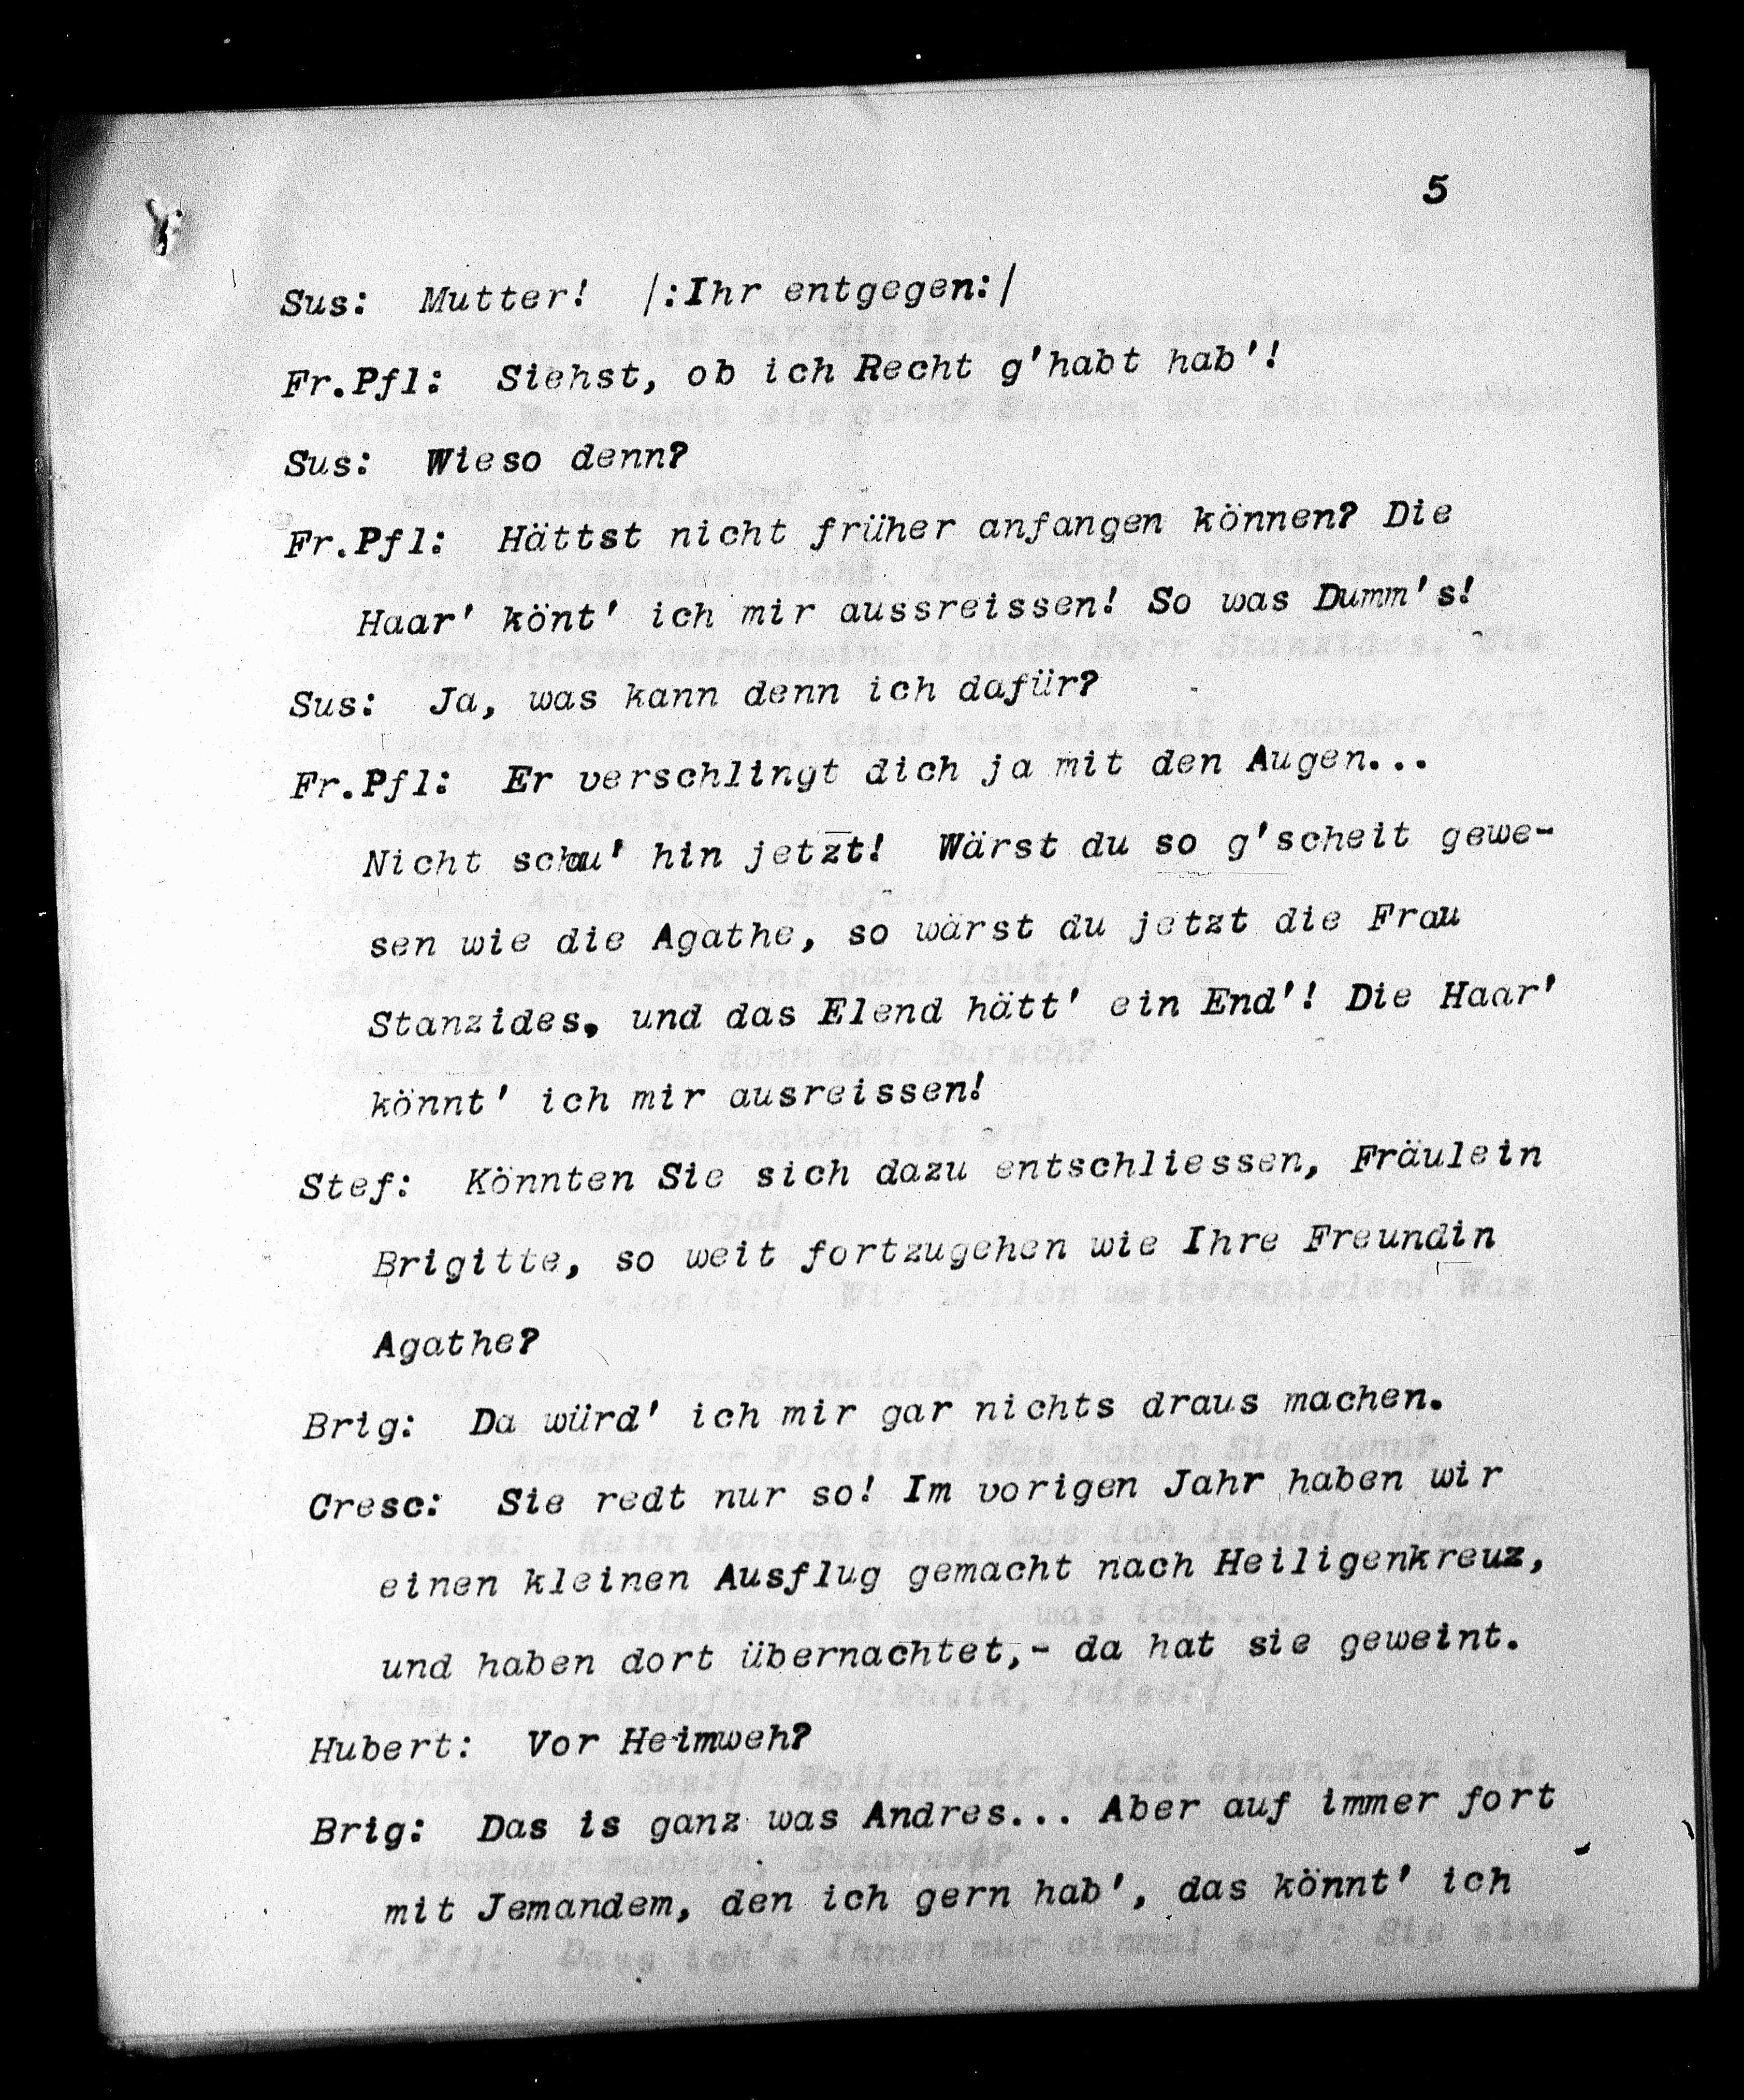 5
Sus: Mutter! /:Ihr entgegen:/
Fr.Pfl: Siehst, ob ich Recht g'habt hab'!
Sus: Wieso denn?
Fr.Pfl: Hättst nicht früher anfangen können? Die
Haar' könt' ich mir aussreissen! So was Dumm's!
Sus: Ja, was kann denn ich dafür?
Fr.Pfl: Er verschlingt dich ja mit den Augen...
Nicht schau' hin jetzt! Wärst du so g'scheit gewe-
sen wie die Agathe, so wärst du jetzt die Frau
Stanzides, und das Elend hätt' ein End'! Die Haar'
könnt' ich mir ausreissen!
Stef: Könnten Sie sich dazu entschliessen, Fräulein
Brigitte, so weit fortzugehen wie Ihre Freundin
Agathe?
Brig: Da würd' ich mir gar nichts draus machen.
Cresc: Sie redt nur so! Im vorigen Jahr haben wir
einen kleinen Ausflug gemacht nach Heiligenkreuz,
und haben dort übernachtet,- da hat sie geweint.
Hubert: Vor Heimweh?
Brig: Das is ganz was Andres... Aber auf immer fort
mit Jemandem, den ich gern hab', das könnt' ich